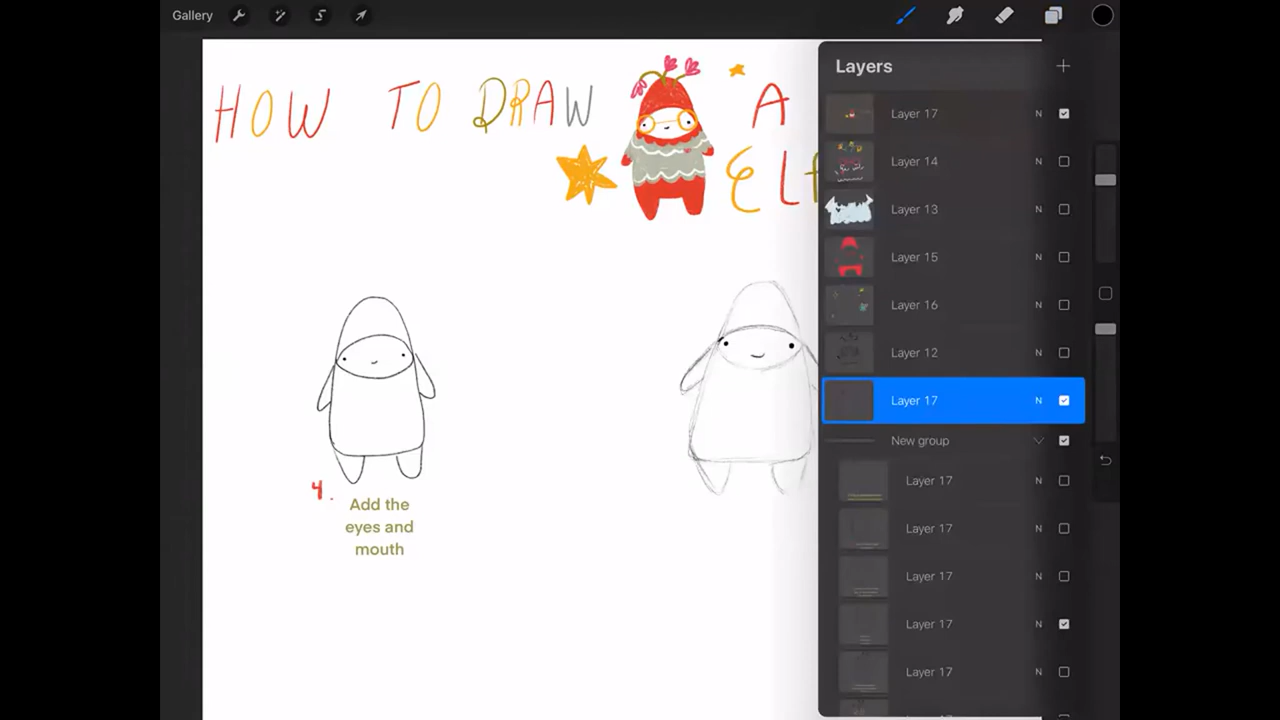 Gallery
Layers
HOW TO DRAW A
Elf
Layer 17 N
Layer 14 N
Layer 13 N
Layer 15 N
Layer 16 N
Layer 12 N
Layer 17 N
New group
Layer 17 N
Layer 17 N
Layer 17 N
Layer 17 N
Layer 17 N
4.
Add the
eyes and
mouth